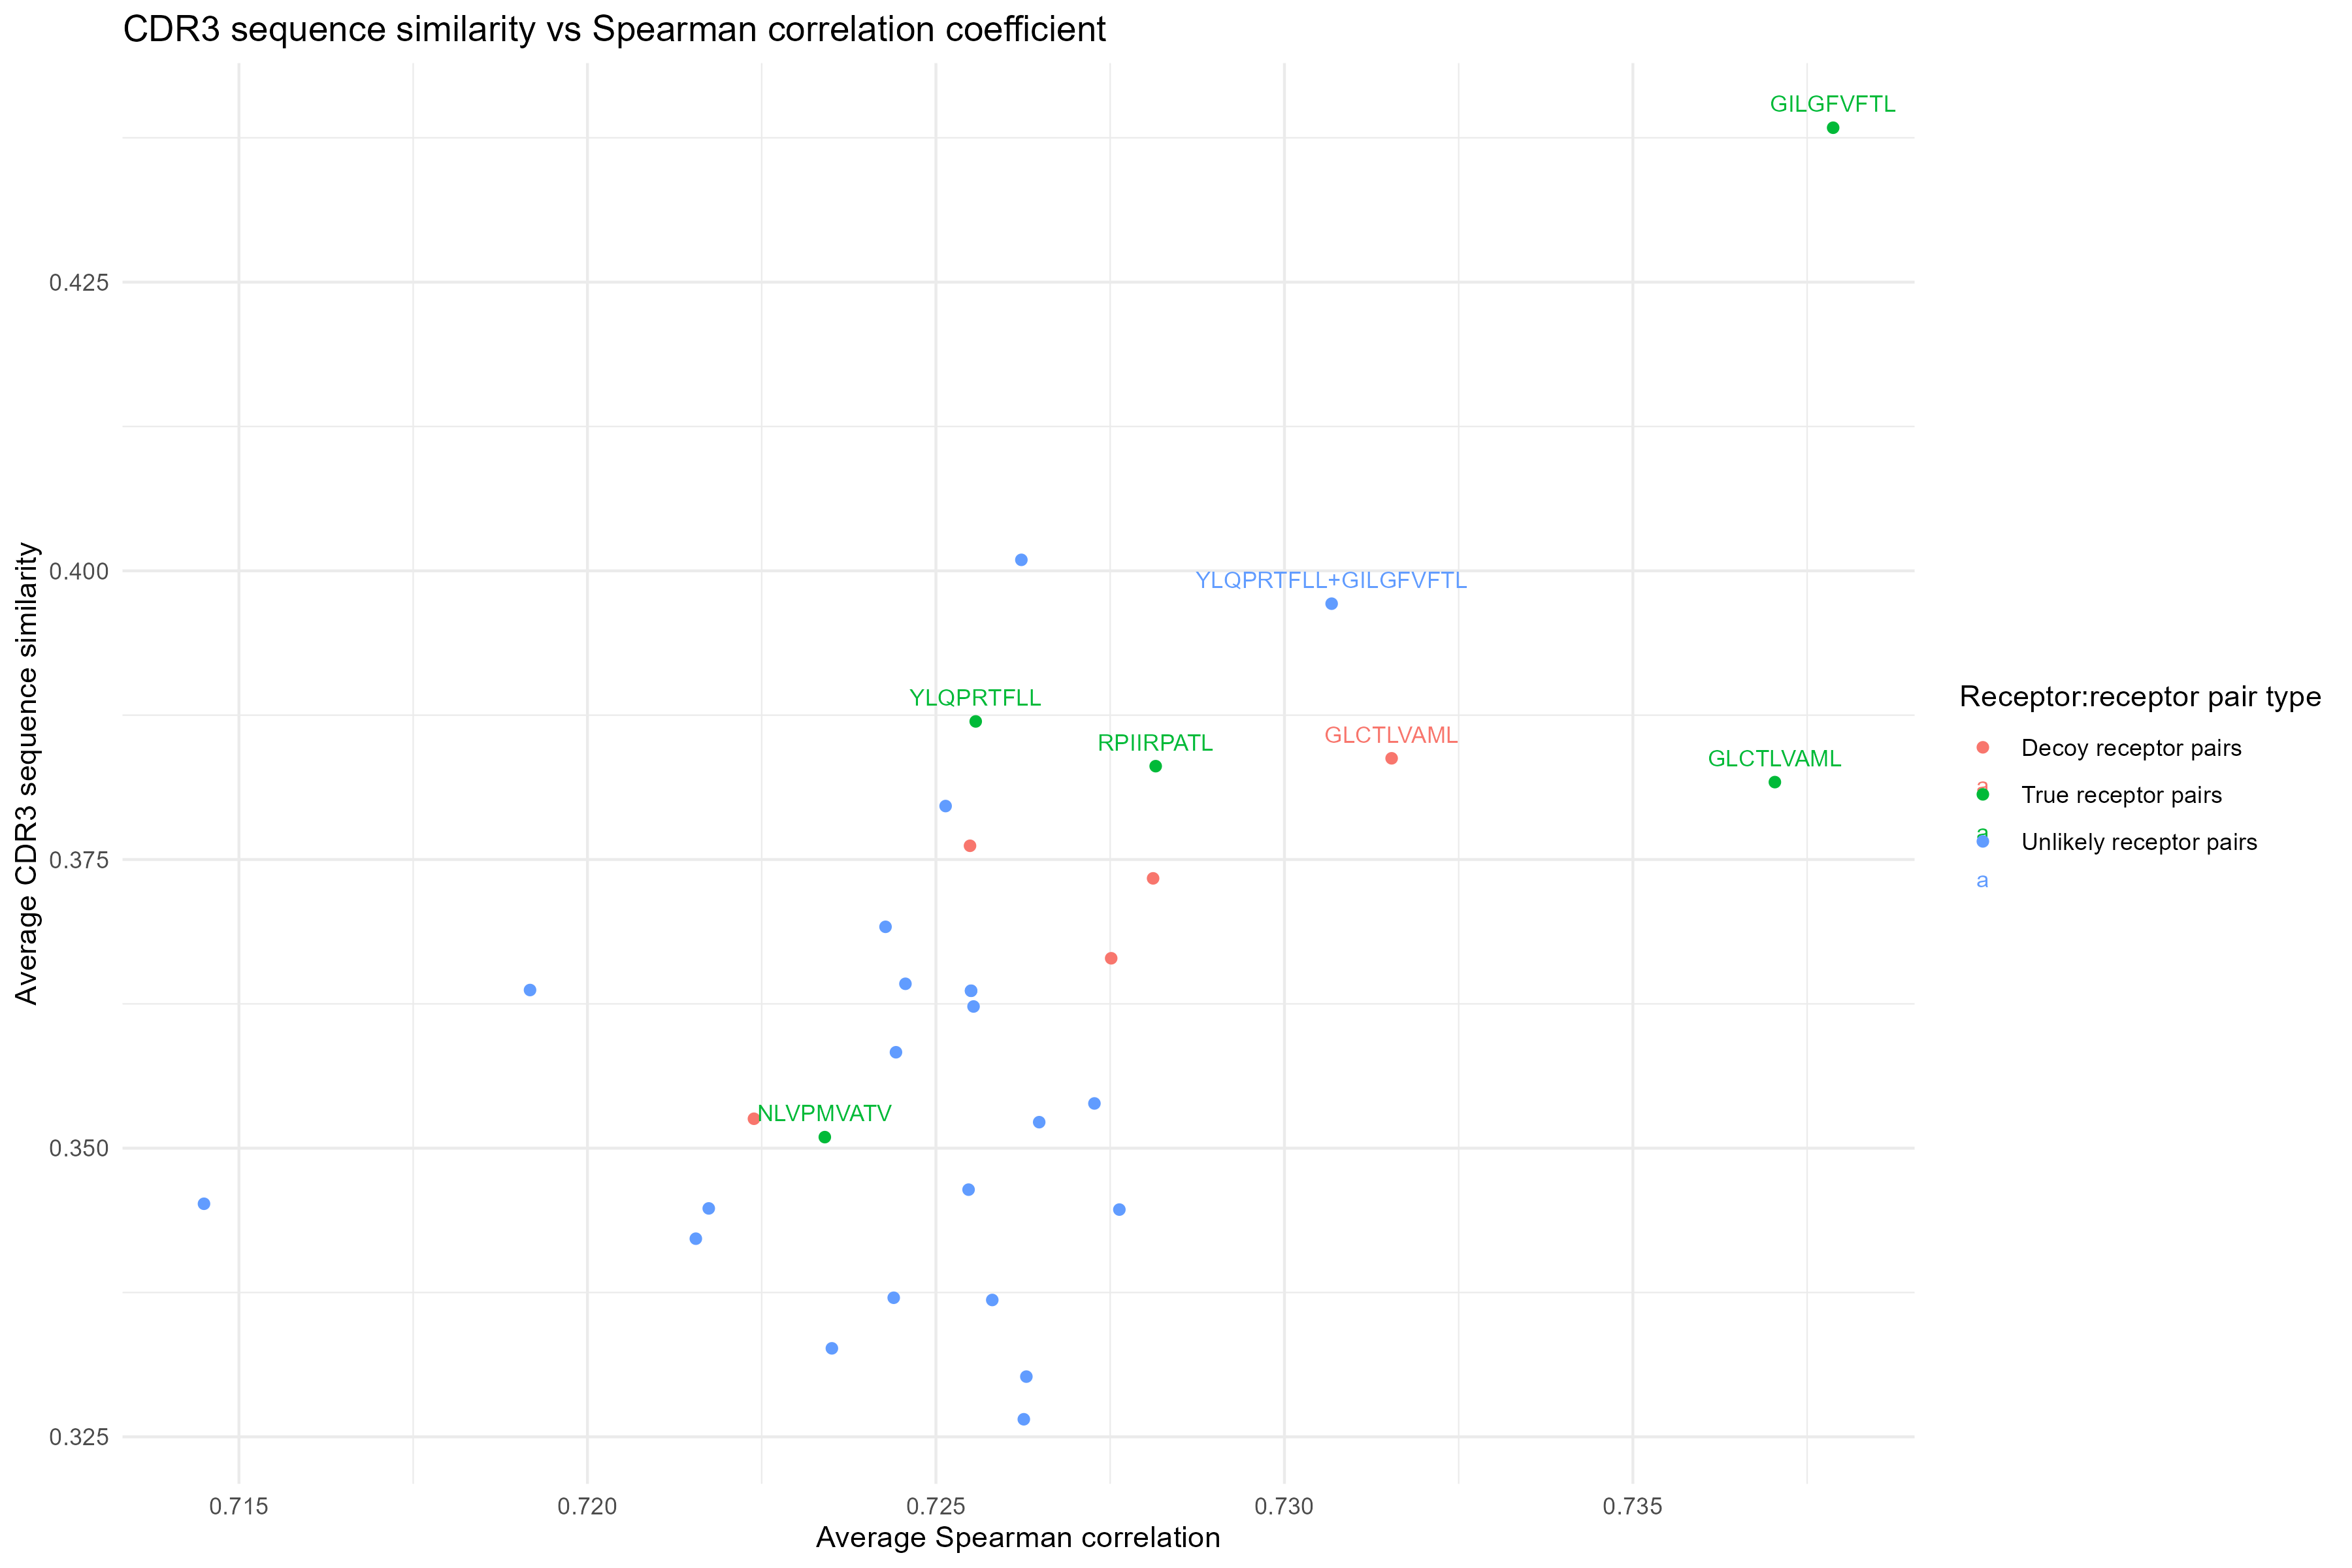 CDR3 sequence similarity vs Spearman correlation coefficient
GILGFVFTL
0.425
0.400
YLQPRTFLL+GILGFVFTL
YLQPRTFLL
RPIIRPATL
GLCTLVAML
GLCTLVAML
0.375
NLVPMVATV
0.350
0.325
Average CDR3 sequence similarity
0.715
0.720
0.725
0.730
0.735
Average Spearman correlation
Receptor:receptor pair type
Decoy receptor pairs
a
True receptor pairs
a
Unlikely receptor pairs
a